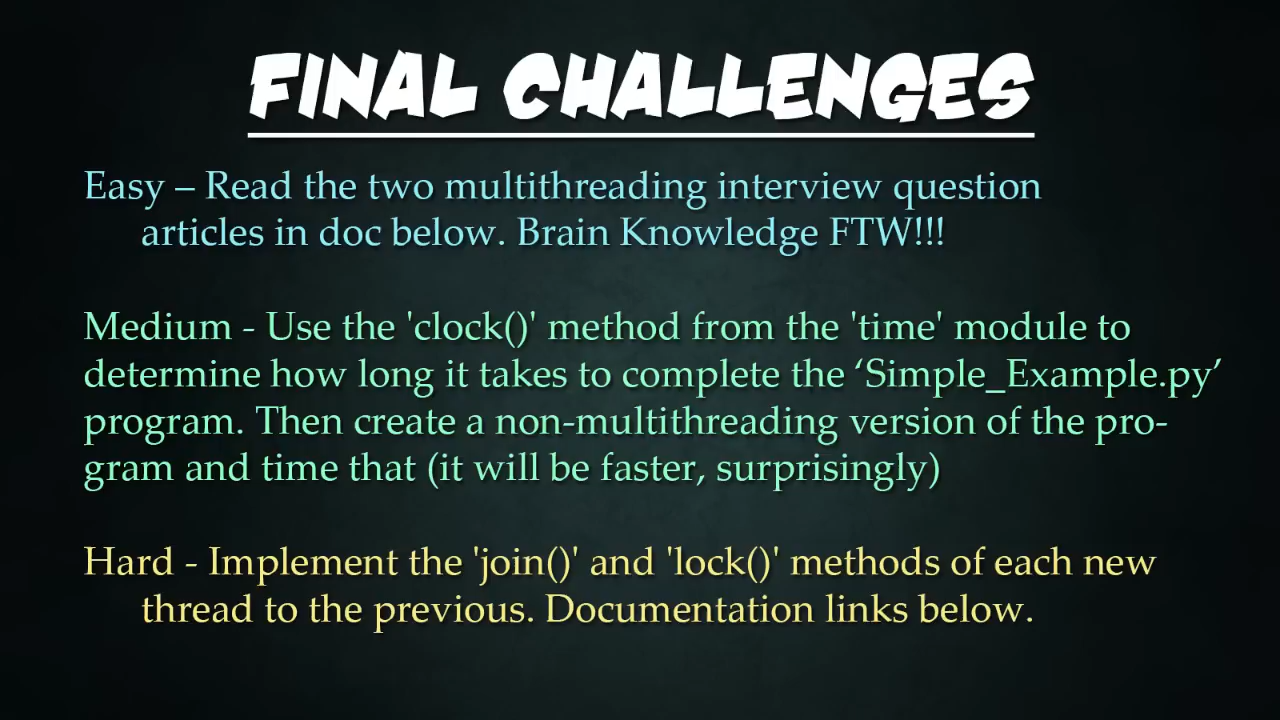 FINAL CHALLENGES
Easy – Read the two multithreading interview question
articles in doc below. Brain Knowledge FTW!!!
Medium - Use the 'clock()' method from the 'time' module to
determine how long it takes to complete the ‘Simple_Example.py’
program. Then create a non-multithreading version of the pro-
gram and time that (it will be faster, surprisingly)
Hard - Implement the 'join()' and 'lock()' methods of each new
thread to the previous. Documentation links below.